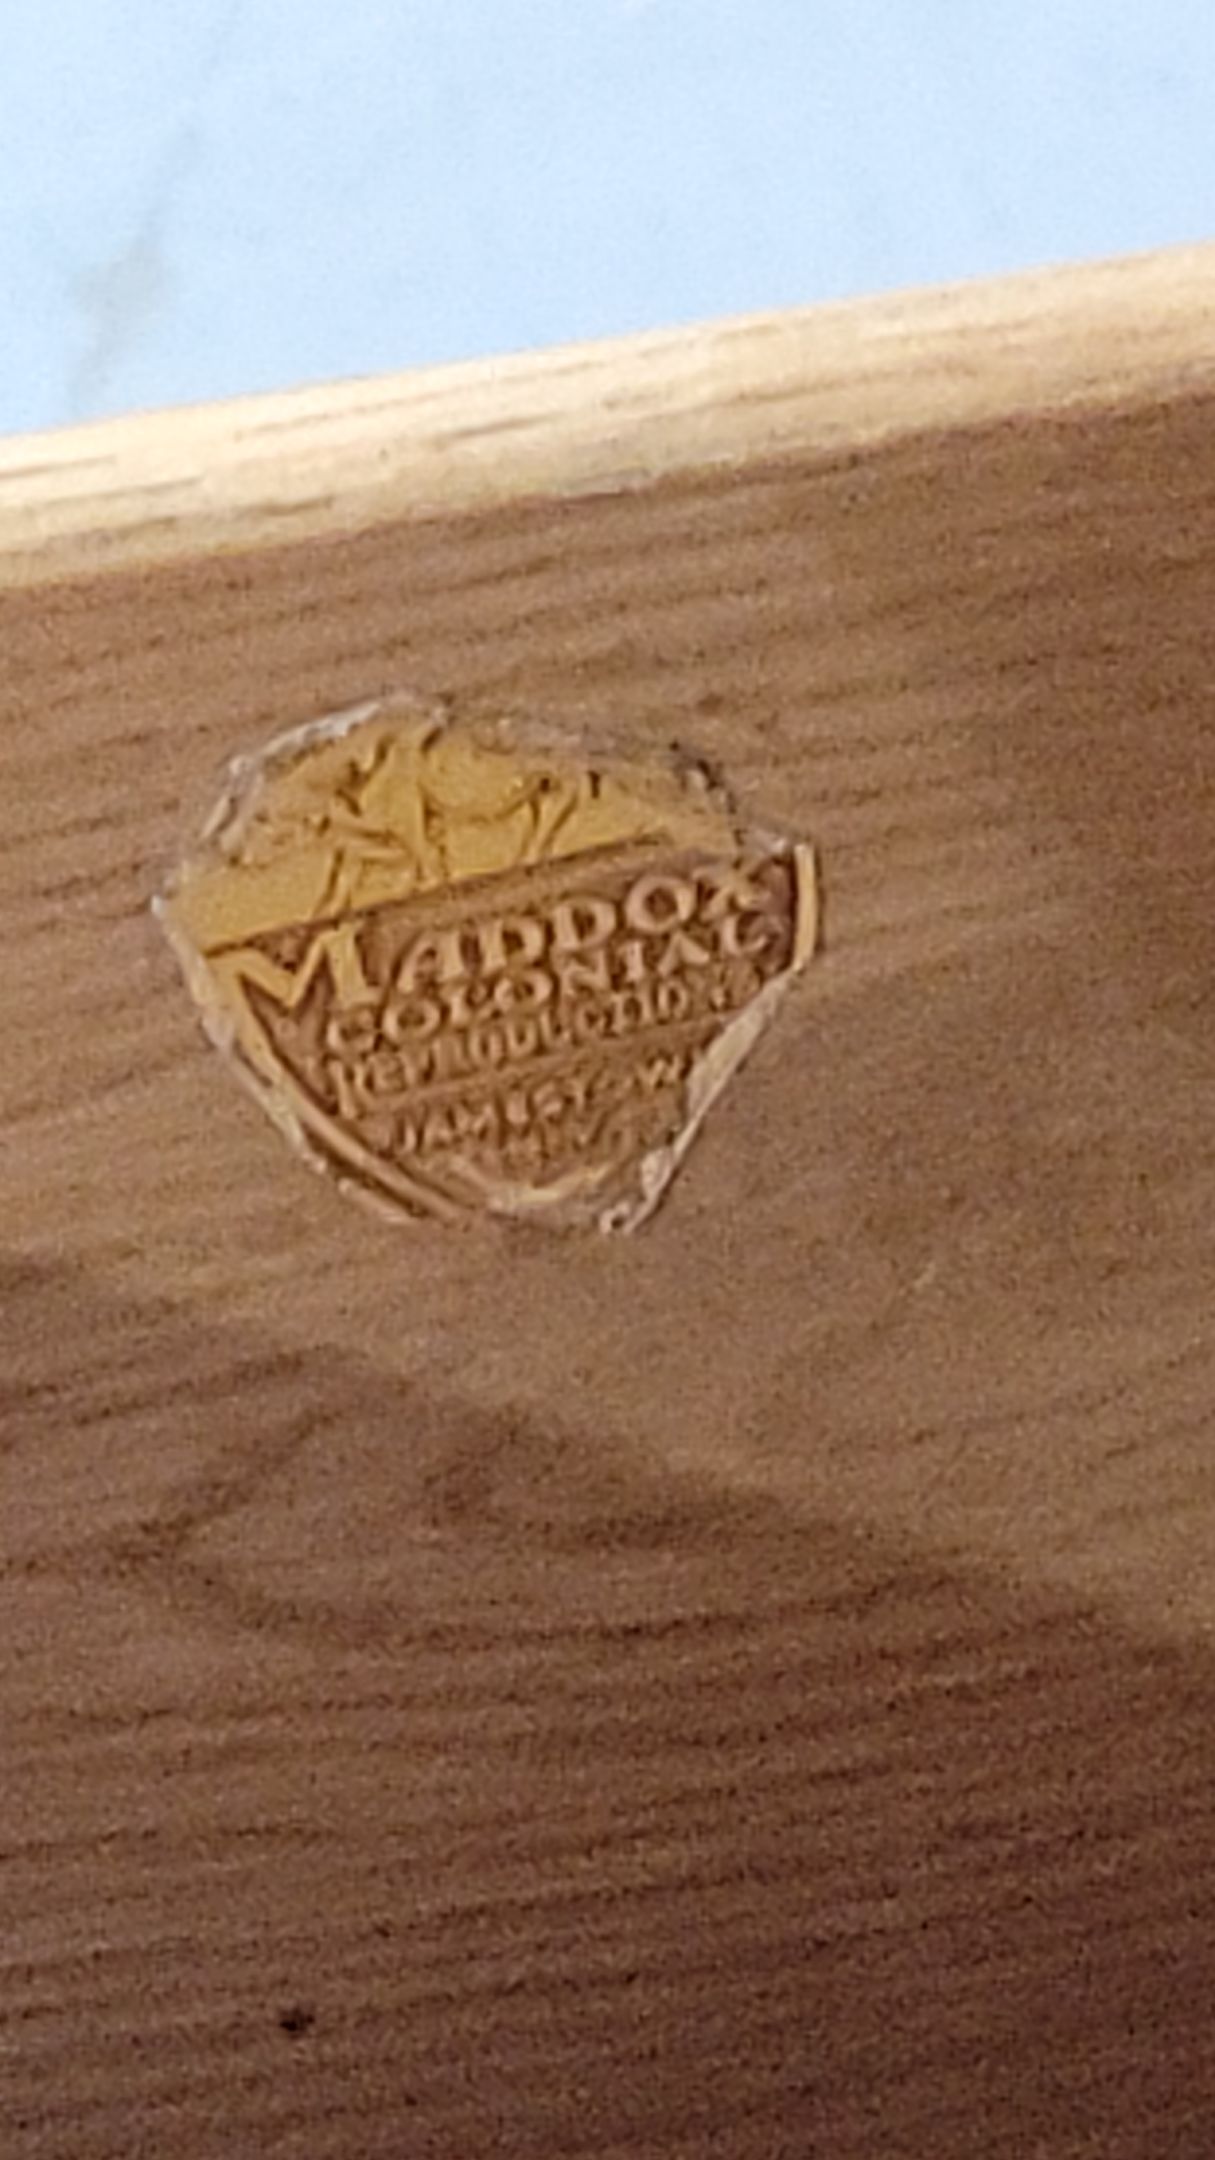 MADDOX
COLONIAL
REPRODUCTIONS
JAMESTOWN
N.Y.